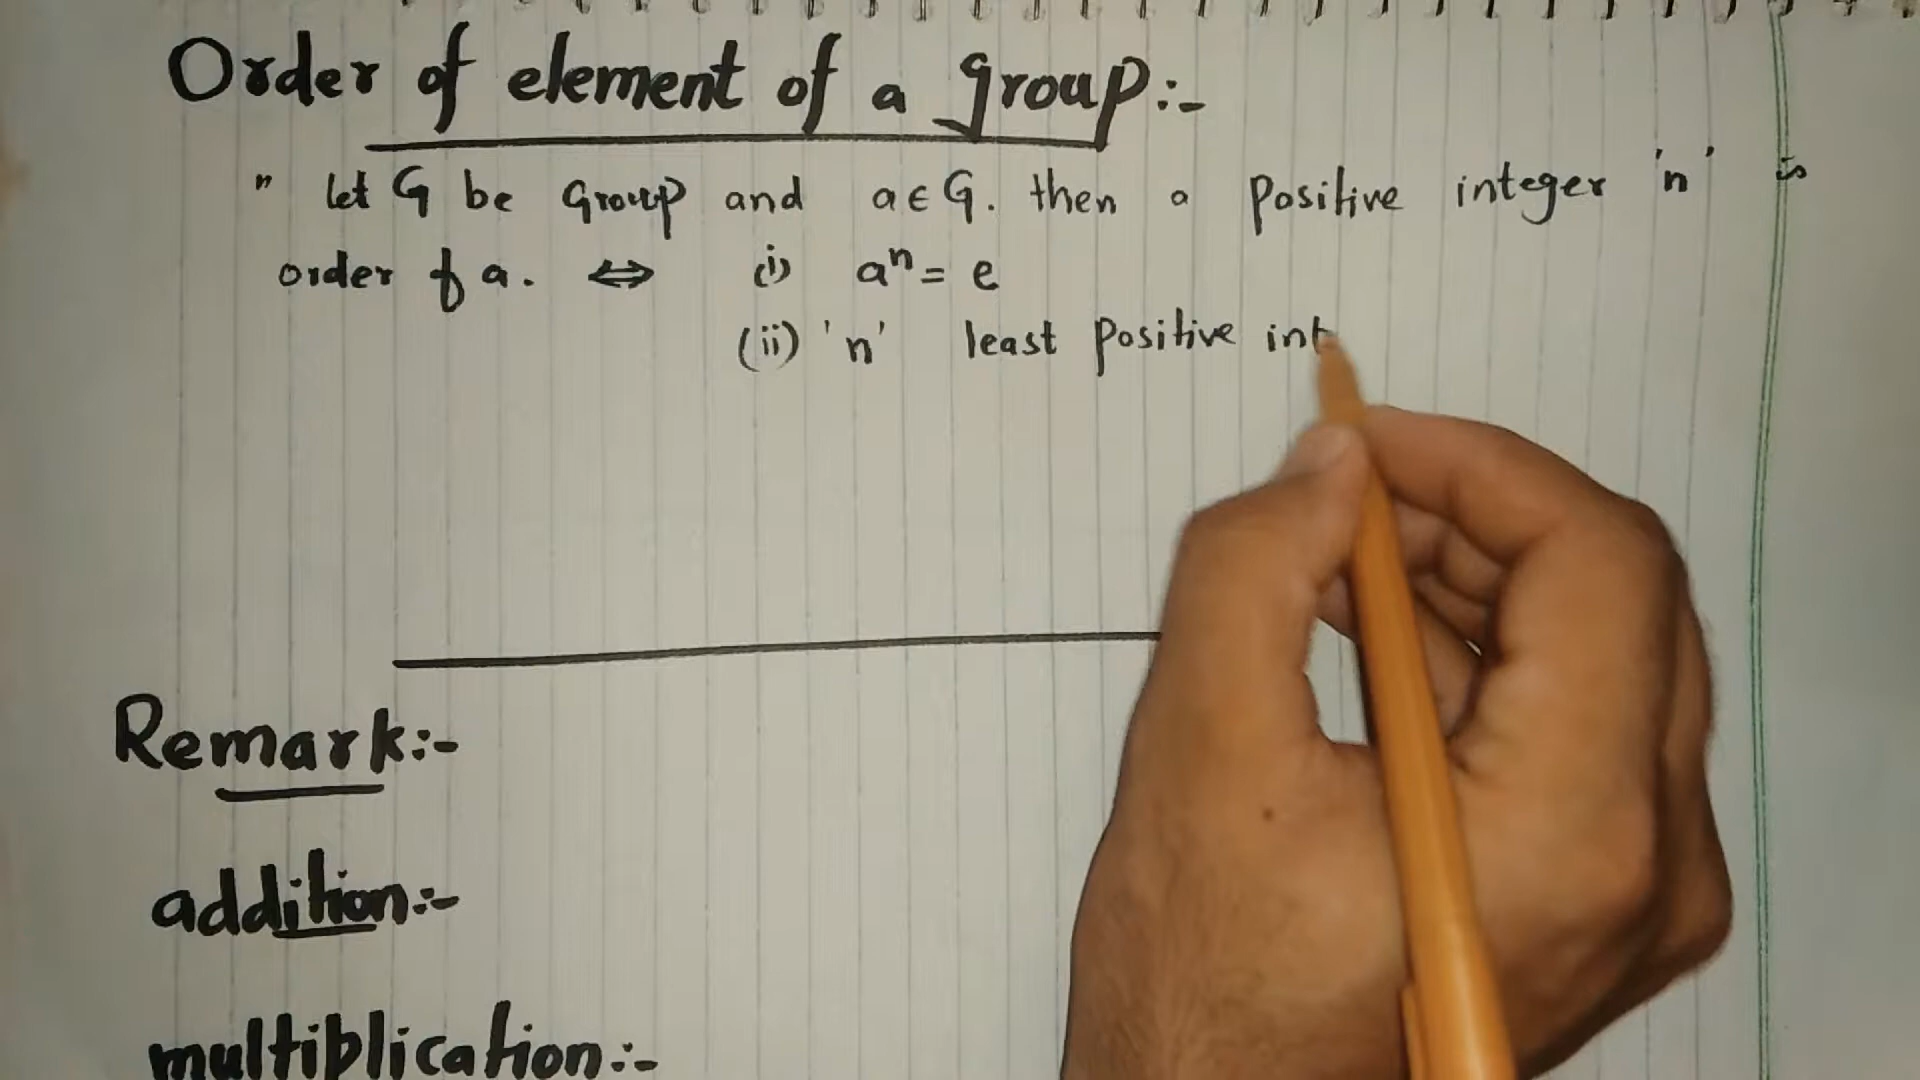 Order of element of a group:-
" let G be Group and a ∈ G. then a positive integer 'n' is
order of a. ⇔ (i) aⁿ = e
(ii) 'n' least positive int
Remark:-
addition:-
multiplication:-